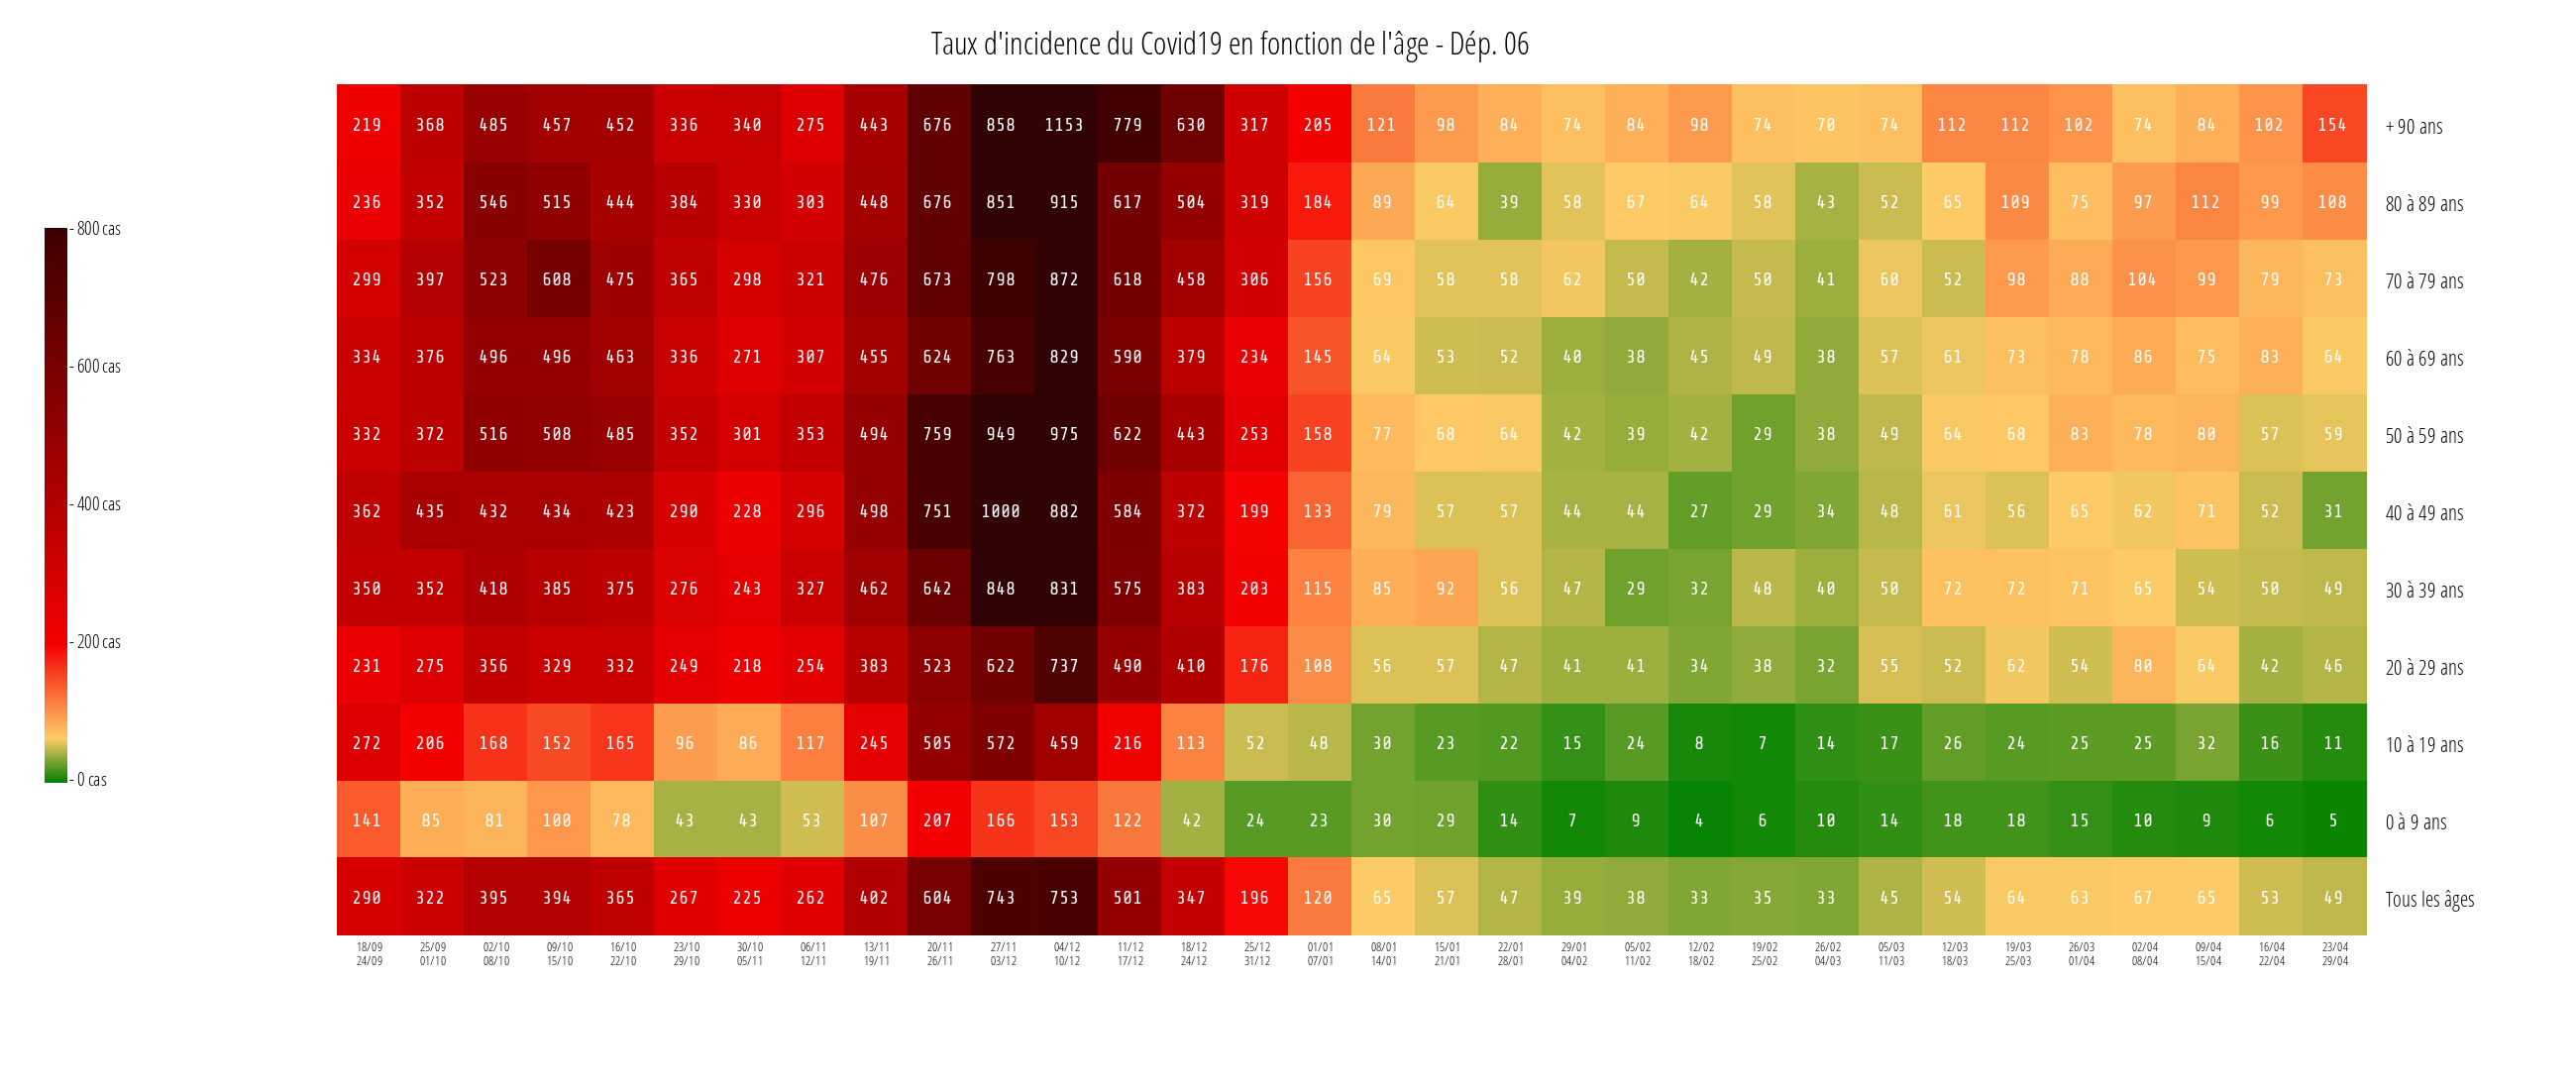 Taux d'incidence du Covid19 en fonction de l'âge - Dép. 06
219 368 485 457 452 336 340 275 443 676 858 1153 779 630 317 205 121 98 84 74 84 98 74 70 74 112 112 102 74 84 102 154 + 90 ans
236 352 546 515 444 384 330 303 448 676 851 915 617 504 319 184 89 64 39 58 67 64 58 43 52 65 109 75 97 112 99 108 80 à 89 ans
- 800 cas
299 397 523 608 475 365 298 321 476 673 798 872 618 458 306 156 69 58 58 62 50 42 50 41 60 52 98 88 104 99 79 73 70 à 79 ans
334 376 496 496 463 336 271 307 455 624 763 829 590 379 234 145 64 53 52 40 38 45 49 38 57 61 73 78 86 75 83 64 60 à 69 ans
- 600 cas
332 372 516 508 485 352 301 353 494 759 949 975 622 443 253 158 77 68 64 42 39 42 29 38 49 64 68 83 78 80 57 59 50 à 59 ans
- 400 cas
362 435 432 434 423 290 228 296 498 751 1000 882 584 372 199 133 79 57 57 44 44 27 29 34 48 61 56 65 62 71 52 31 40 à 49 ans
350 352 418 385 375 276 243 327 462 642 848 831 575 383 203 115 85 92 56 47 29 32 48 40 50 72 72 71 65 54 50 49 30 à 39 ans
- 200 cas
231 275 356 329 332 249 218 254 383 523 622 737 490 410 176 108 56 57 47 41 41 34 38 32 55 52 62 54 80 64 42 46 20 à 29 ans
272 206 168 152 165 96 86 117 245 505 572 459 216 113 52 48 30 23 22 15 24 8 7 14 17 26 24 25 25 32 16 11 10 à 19 ans
- 0 cas
141 85 81 100 78 43 43 53 107 207 166 153 122 42 24 23 30 29 14 7 9 4 6 10 14 18 18 15 10 9 6 5 0 à 9 ans
290 322 395 394 365 267 225 262 402 604 743 753 501 347 196 120 65 57 47 39 38 33 35 33 45 54 64 63 67 65 53 49 Tous les âges
18/09 25/09 02/10 09/10 16/10 23/10 30/10 06/11 13/11 20/11 27/11 04/12 11/12 18/12 25/12 01/01 08/01 15/01 22/01 29/01 05/02 12/02 19/02 26/02 05/03 12/03 19/03 26/03 02/04 09/04 16/04 23/04
24/09 01/10 08/10 15/10 22/10 29/10 05/11 12/11 19/11 26/11 03/12 10/12 17/12 24/12 31/12 07/01 14/01 21/01 28/01 04/02 11/02 18/02 25/02 04/03 11/03 18/03 25/03 01/04 08/04 15/04 22/04 29/04